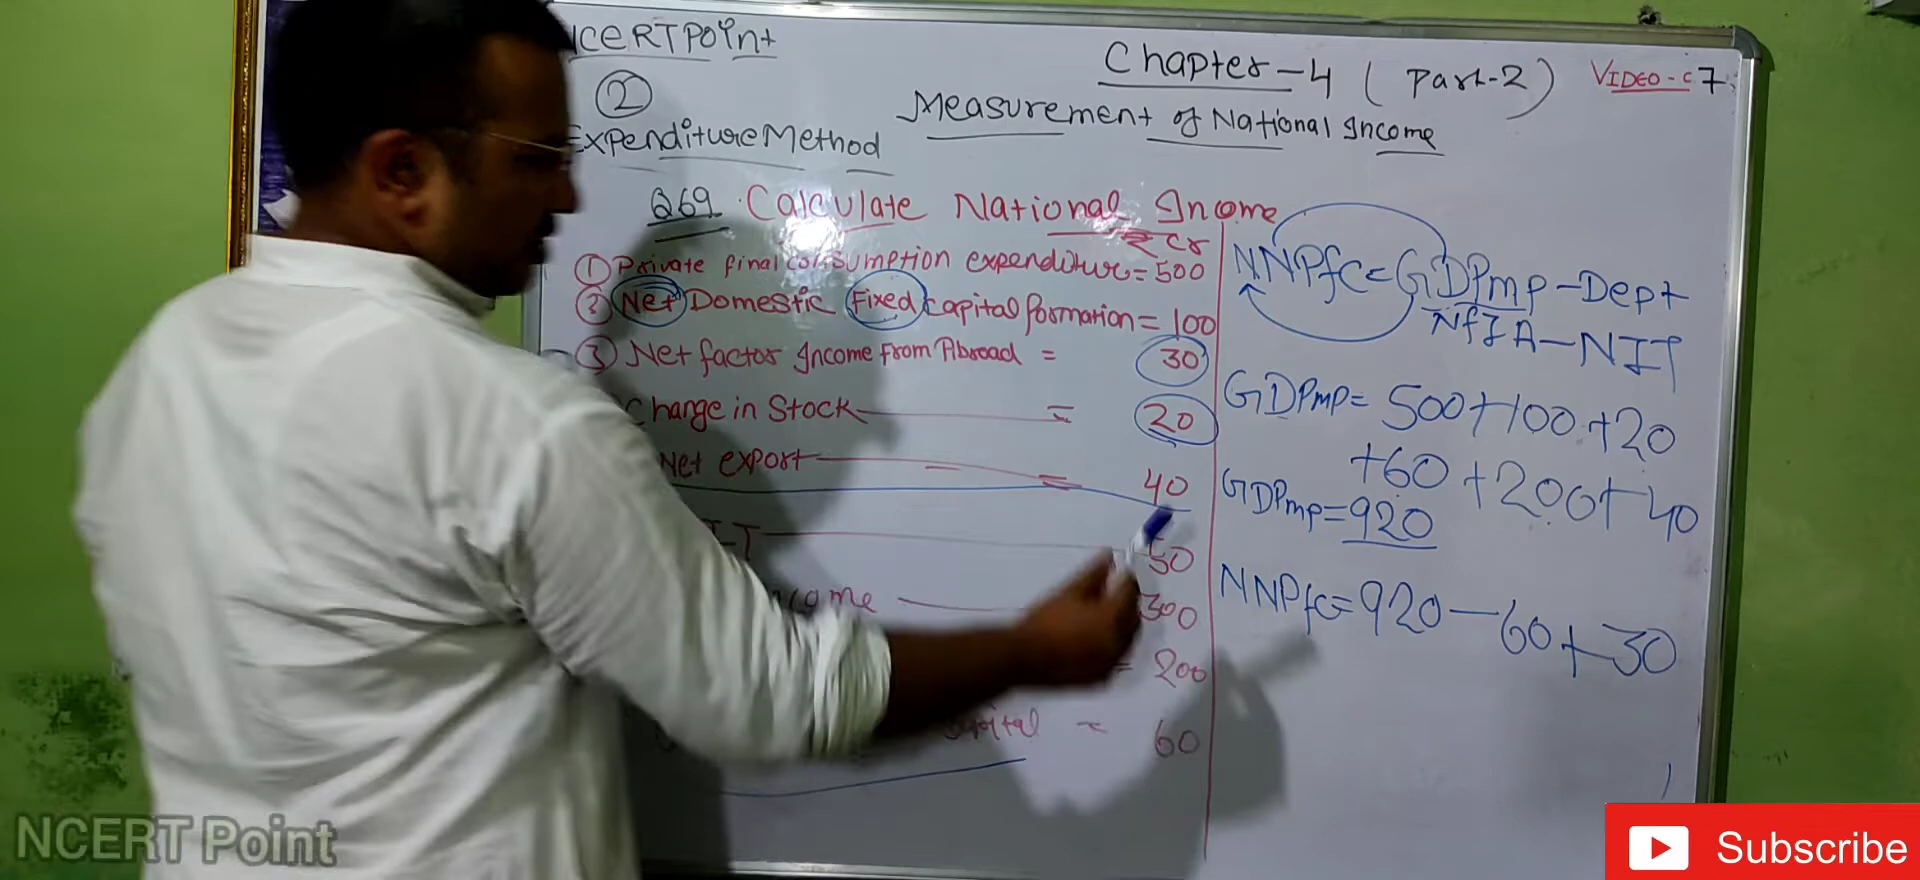 NCERT Point
Chapter-4 (Part-2)
VIDEO-C7
②
Measurement of National Income
Expenditure Method
Q69. Calculate National Income
₹ cr
① Private final consumption expenditure = 500
② Net Domestic Fixed capital formation = 100
③ Net factor Income From Abroad = 30
Change in Stock = 20
Net export = 40
50
300
= 200
= 60
NNPfc = GDPmp - Dept
NfIA - NIT
GDPmp = 500+100+20
+60+200+40
GDPmp = 920
NNPfc = 920 - 60 + 30
NCERT Point
Subscribe